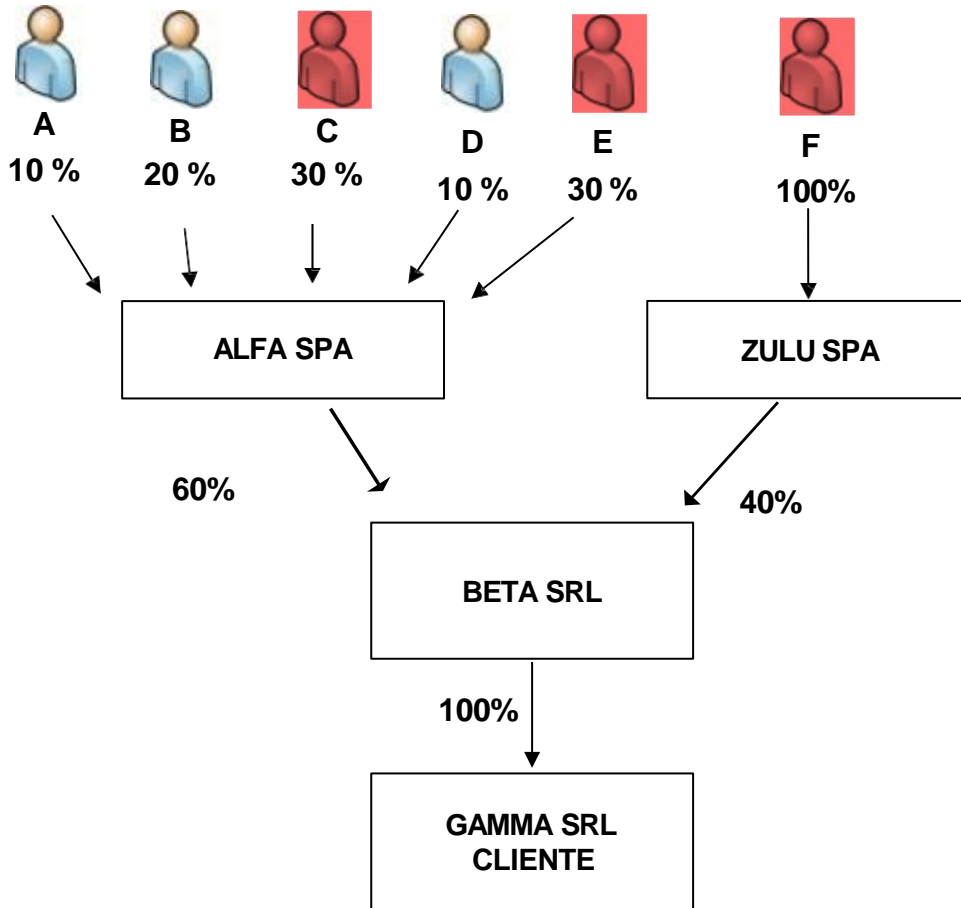 A
B
C
D
E
F
10 %
20 %
30 %
10 %
30 %
100%
ALFA SPA
ZULU SPA
60%
40%
BETA SRL
100%
GAMMA SRL
CLIENTE